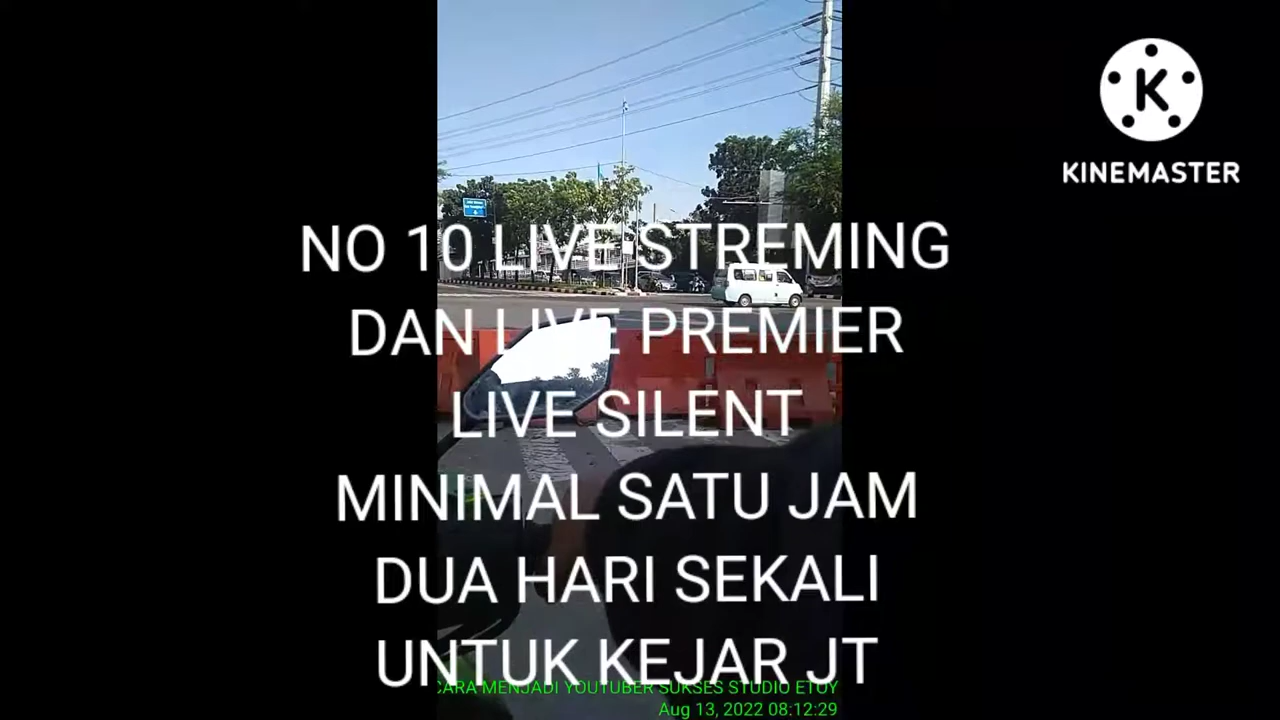 KINEMASTER
NO 10 LIVE STREMING
DAN LIVE PREMIER
LIVE SILENT
MINIMAL SATU JAM
DUA HARI SEKALI
UNTUK KEJAR JT
CARA MENJADI YOUTUBER SUKSES STUDIO ETOY
Aug 13, 2022 08:12:29